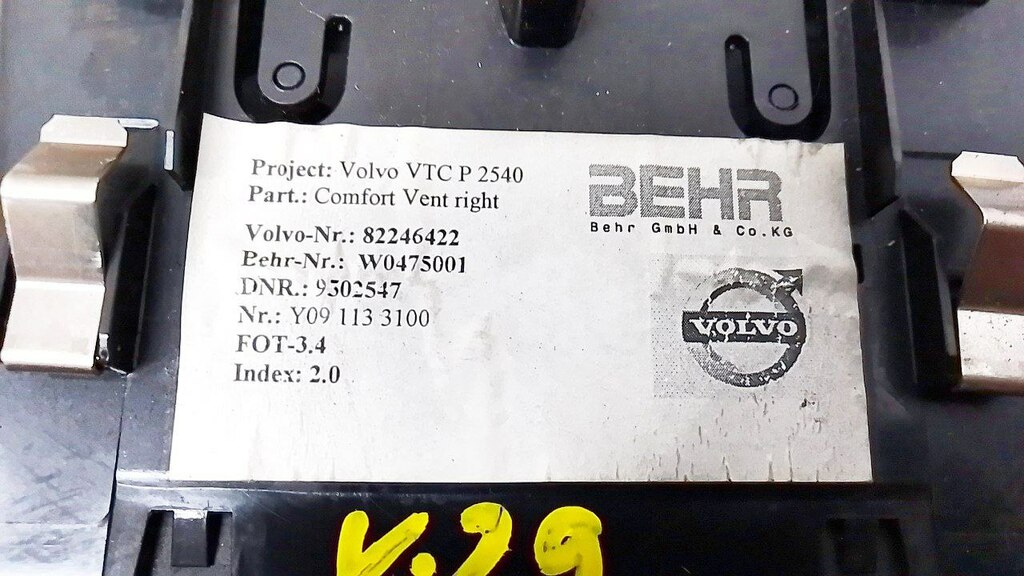 Project: Volvo VTC P 2540
Part.: Comfort Vent right
Volvo-Nr.: 82246422
Behr-Nr.: W0475001
DNR.: 9302547
Nr.: Y09 113 3100
FOT-3.4
Index: 2.0
BEHR
Behr GmbH & Co.KG
VOLVO
V.29